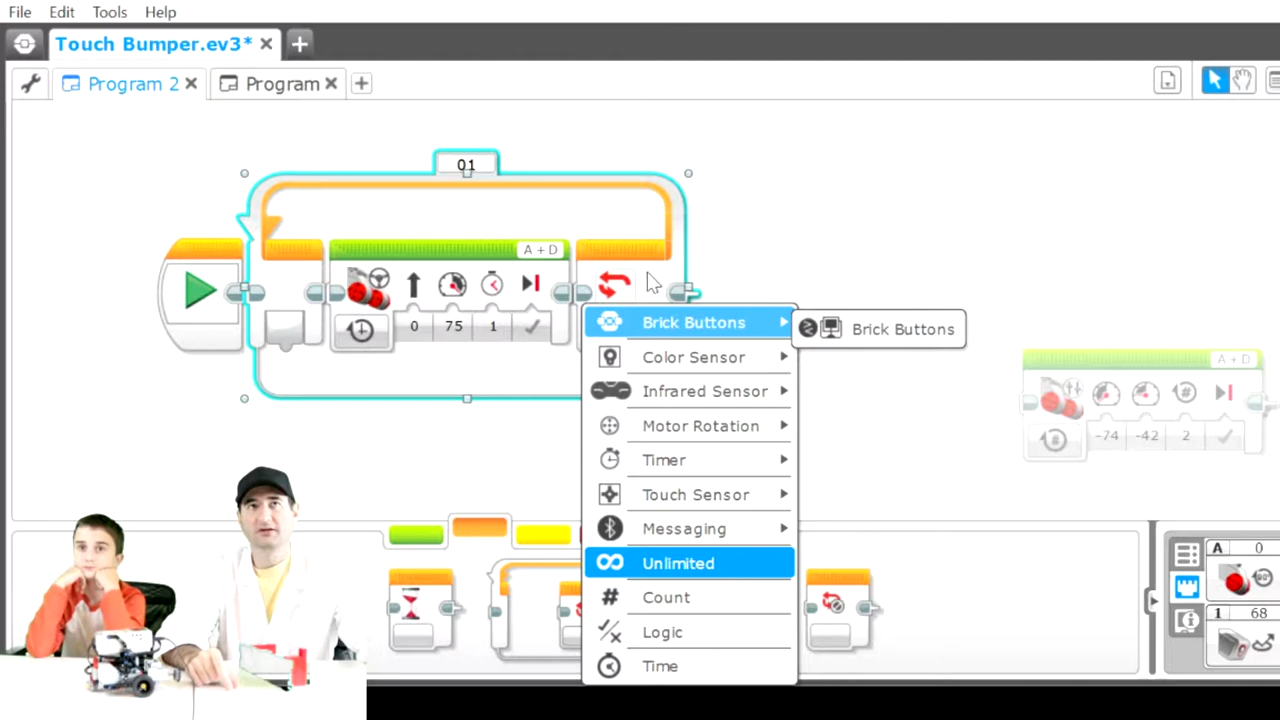 File Edit Tools Help
Touch Bumper.ev3*
Program 2 Program
01
A + D
0 75 1
Brick Buttons
Brick Buttons
Color Sensor
Infrared Sensor
Motor Rotation
Timer
Touch Sensor
Messaging
Unlimited
# Count
Logic
Time
A + D
#
#
-74 -42 2
A 0
1 68